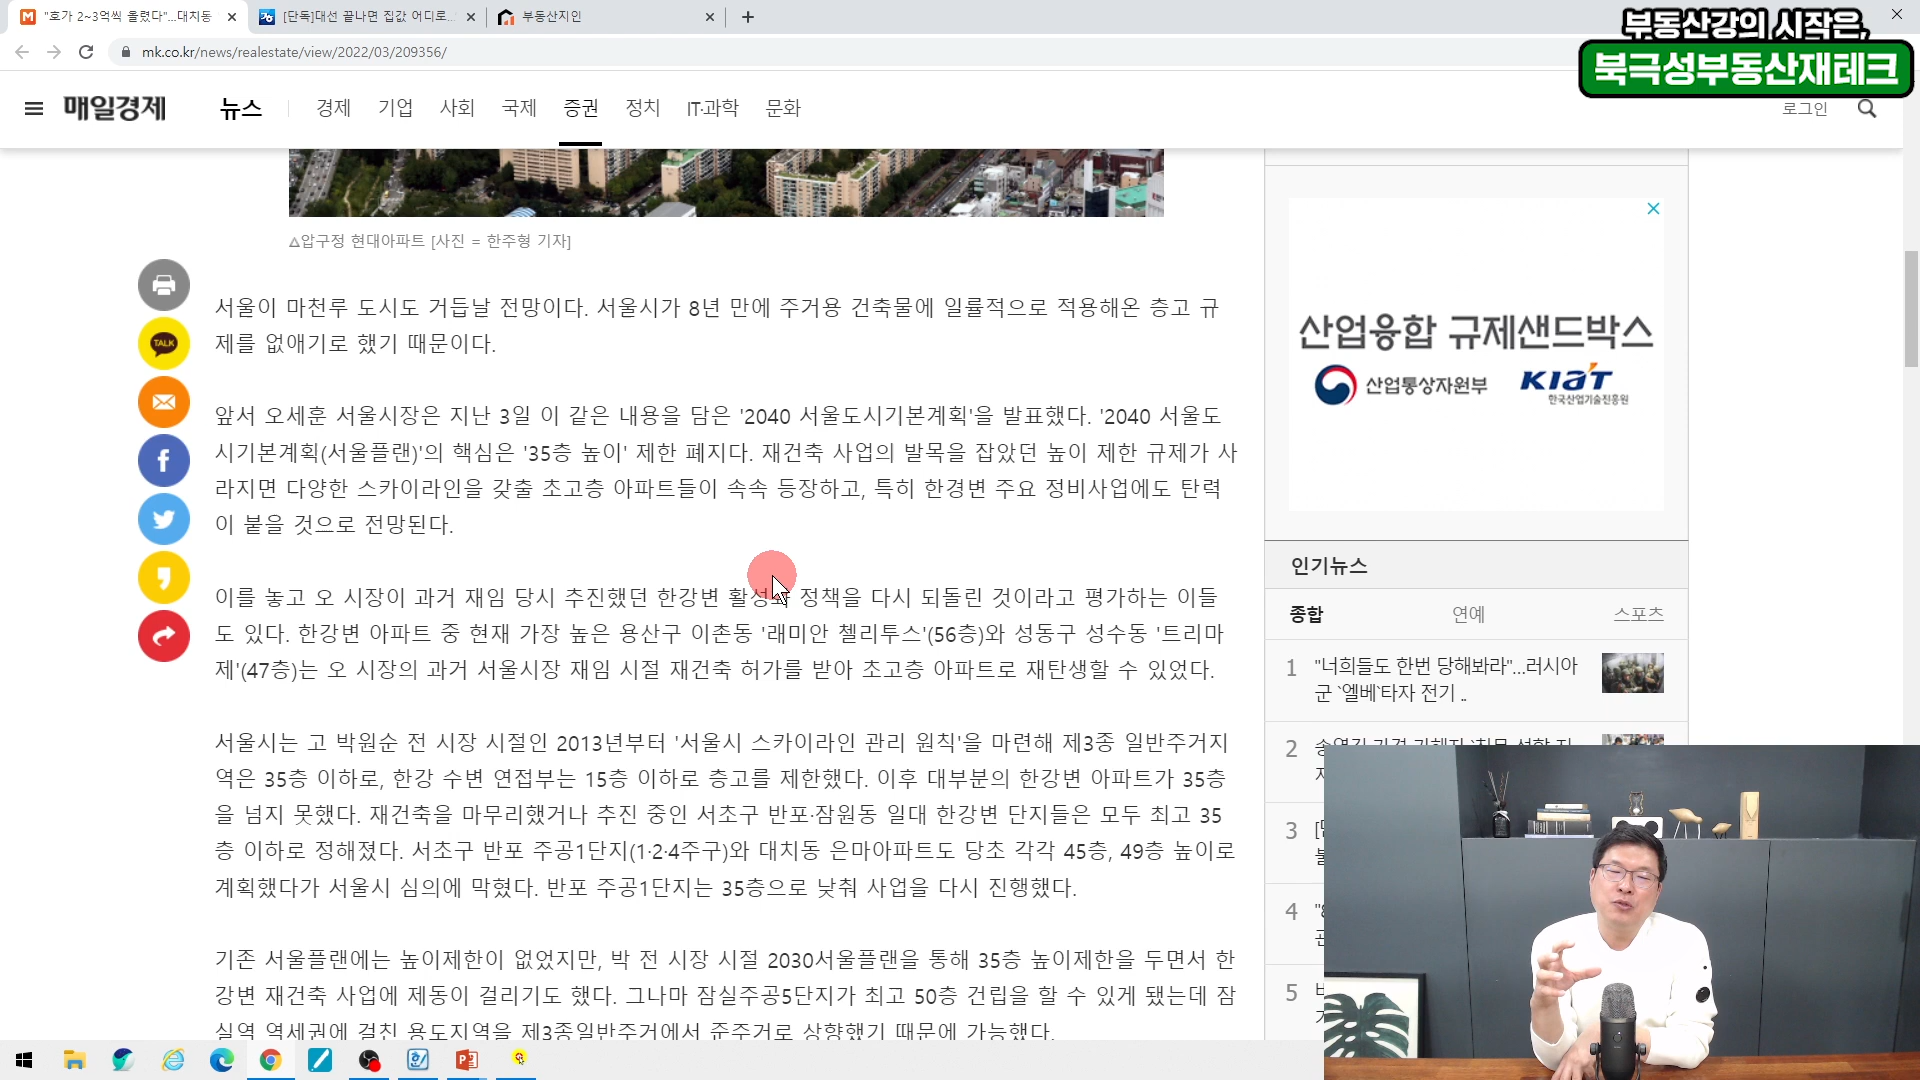 "호가 2~3억씩 올렸다"...대치동
[단독]대선 끝나면 집값 어디로...
부동산지인
mk.co.kr/news/realestate/view/2022/03/209356/
부동산강의 시작은,
북극성부동산재테크
매일경제
뉴스
경제
기업
사회
국제
증권
정치
IT·과학
문화
로그인
△압구정 현대아파트 [사진 = 한주형 기자]
서울이 마천루 도시도 거듭날 전망이다. 서울시가 8년 만에 주거용 건축물에 일률적으로 적용해온 층고 규
제를 없애기로 했기 때문이다.
앞서 오세훈 서울시장은 지난 3일 이 같은 내용을 담은 '2040 서울도시기본계획'을 발표했다. '2040 서울도
시기본계획(서울플랜)'의 핵심은 '35층 높이' 제한 폐지다. 재건축 사업의 발목을 잡았던 높이 제한 규제가 사
라지면 다양한 스카이라인을 갖출 초고층 아파트들이 속속 등장하고, 특히 한경변 주요 정비사업에도 탄력
이 붙을 것으로 전망된다.
이를 놓고 오 시장이 과거 재임 당시 추진했던 한강변 활성화 정책을 다시 되돌린 것이라고 평가하는 이들
도 있다. 한강변 아파트 중 현재 가장 높은 용산구 이촌동 '래미안 첼리투스'(56층)와 성동구 성수동 '트리마
제'(47층)는 오 시장의 과거 서울시장 재임 시절 재건축 허가를 받아 초고층 아파트로 재탄생할 수 있었다.
서울시는 고 박원순 전 시장 시절인 2013년부터 '서울시 스카이라인 관리 원칙'을 마련해 제3종 일반주거지
역은 35층 이하로, 한강 수변 연접부는 15층 이하로 층고를 제한했다. 이후 대부분의 한강변 아파트가 35층
을 넘지 못했다. 재건축을 마무리했거나 추진 중인 서초구 반포·잠원동 일대 한강변 단지들은 모두 최고 35
층 이하로 정해졌다. 서초구 반포 주공1단지(1·2·4주구)와 대치동 은마아파트도 당초 각각 45층, 49층 높이로
계획했다가 서울시 심의에 막혔다. 반포 주공1단지는 35층으로 낮춰 사업을 다시 진행했다.
기존 서울플랜에는 높이제한이 없었지만, 박 전 시장 시절 2030서울플랜을 통해 35층 높이제한을 두면서 한
강변 재건축 사업에 제동이 걸리기도 했다. 그나마 잠실주공5단지가 최고 50층 건립을 할 수 있게 됐는데 잠
실역 역세권에 걸친 용도지역을 제3종일반주거에서 준주거로 상향했기 때문에 가능했다.
TALK
산업융합 규제샌드박스
산업통상자원부
KIAT
한국산업기술진흥원
인기뉴스
종합
연예
스포츠
1 "너희들도 한번 당해봐라"...러시아
군 `엘베`타자 전기 ..
2
3
4
5